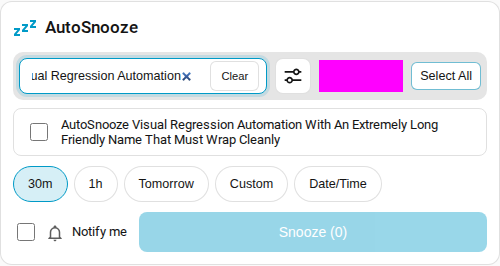 zzz AutoSnooze
ual Regression Automation× Clear Select All
AutoSnooze Visual Regression Automation With An Extremely Long
Friendly Name That Must Wrap Cleanly
30m 1h Tomorrow Custom Date/Time
Notify me Snooze (0)